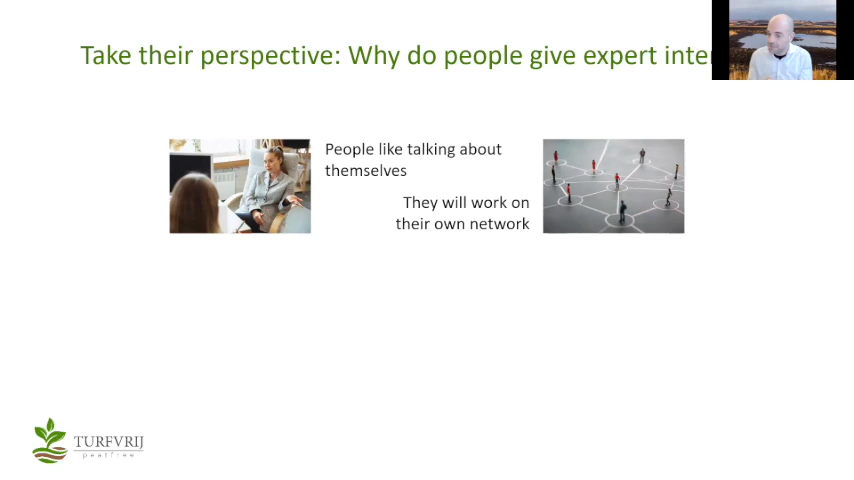 Take their perspective: Why do people give expert
People like talking about
themselves
They will work on
their own network
TURFVRIJ
peatfree